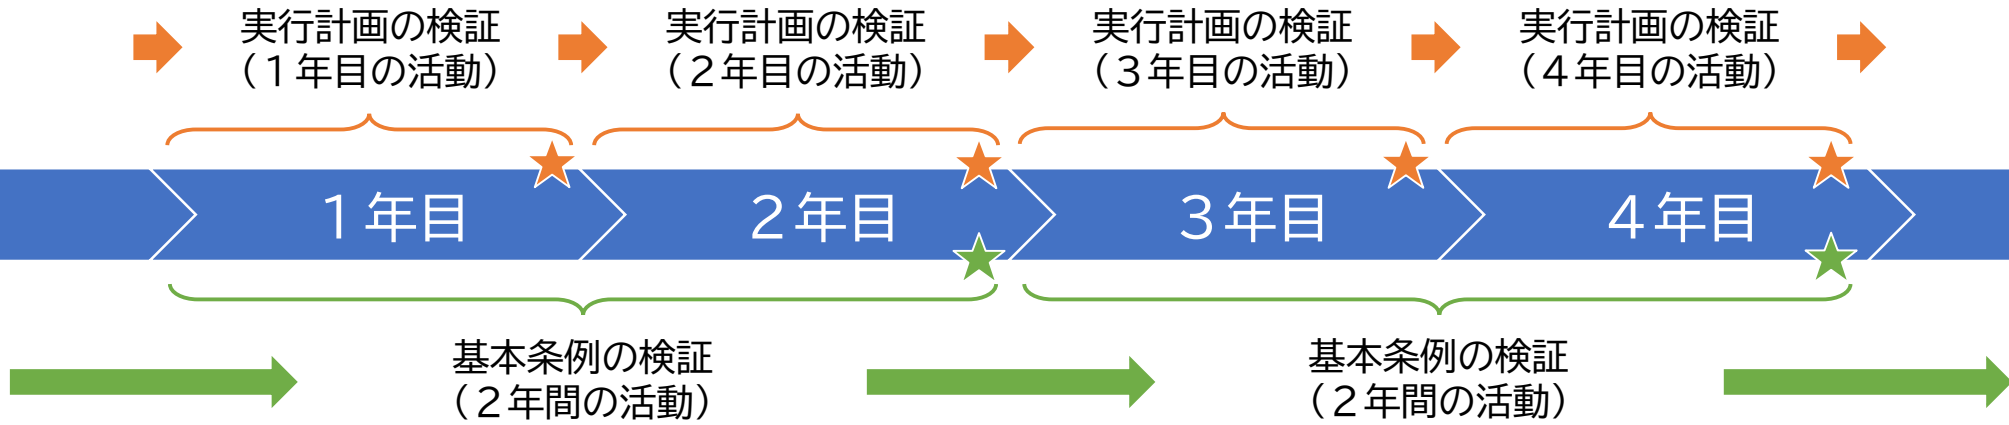 実行計画の検証
（１年目の活動）
実行計画の検証
（２年目の活動）
実行計画の検証
（３年目の活動）
実行計画の検証
（４年目の活動）
１年目
２年目
３年目
４年目
基本条例の検証
（２年間の活動）
基本条例の検証
（２年間の活動）